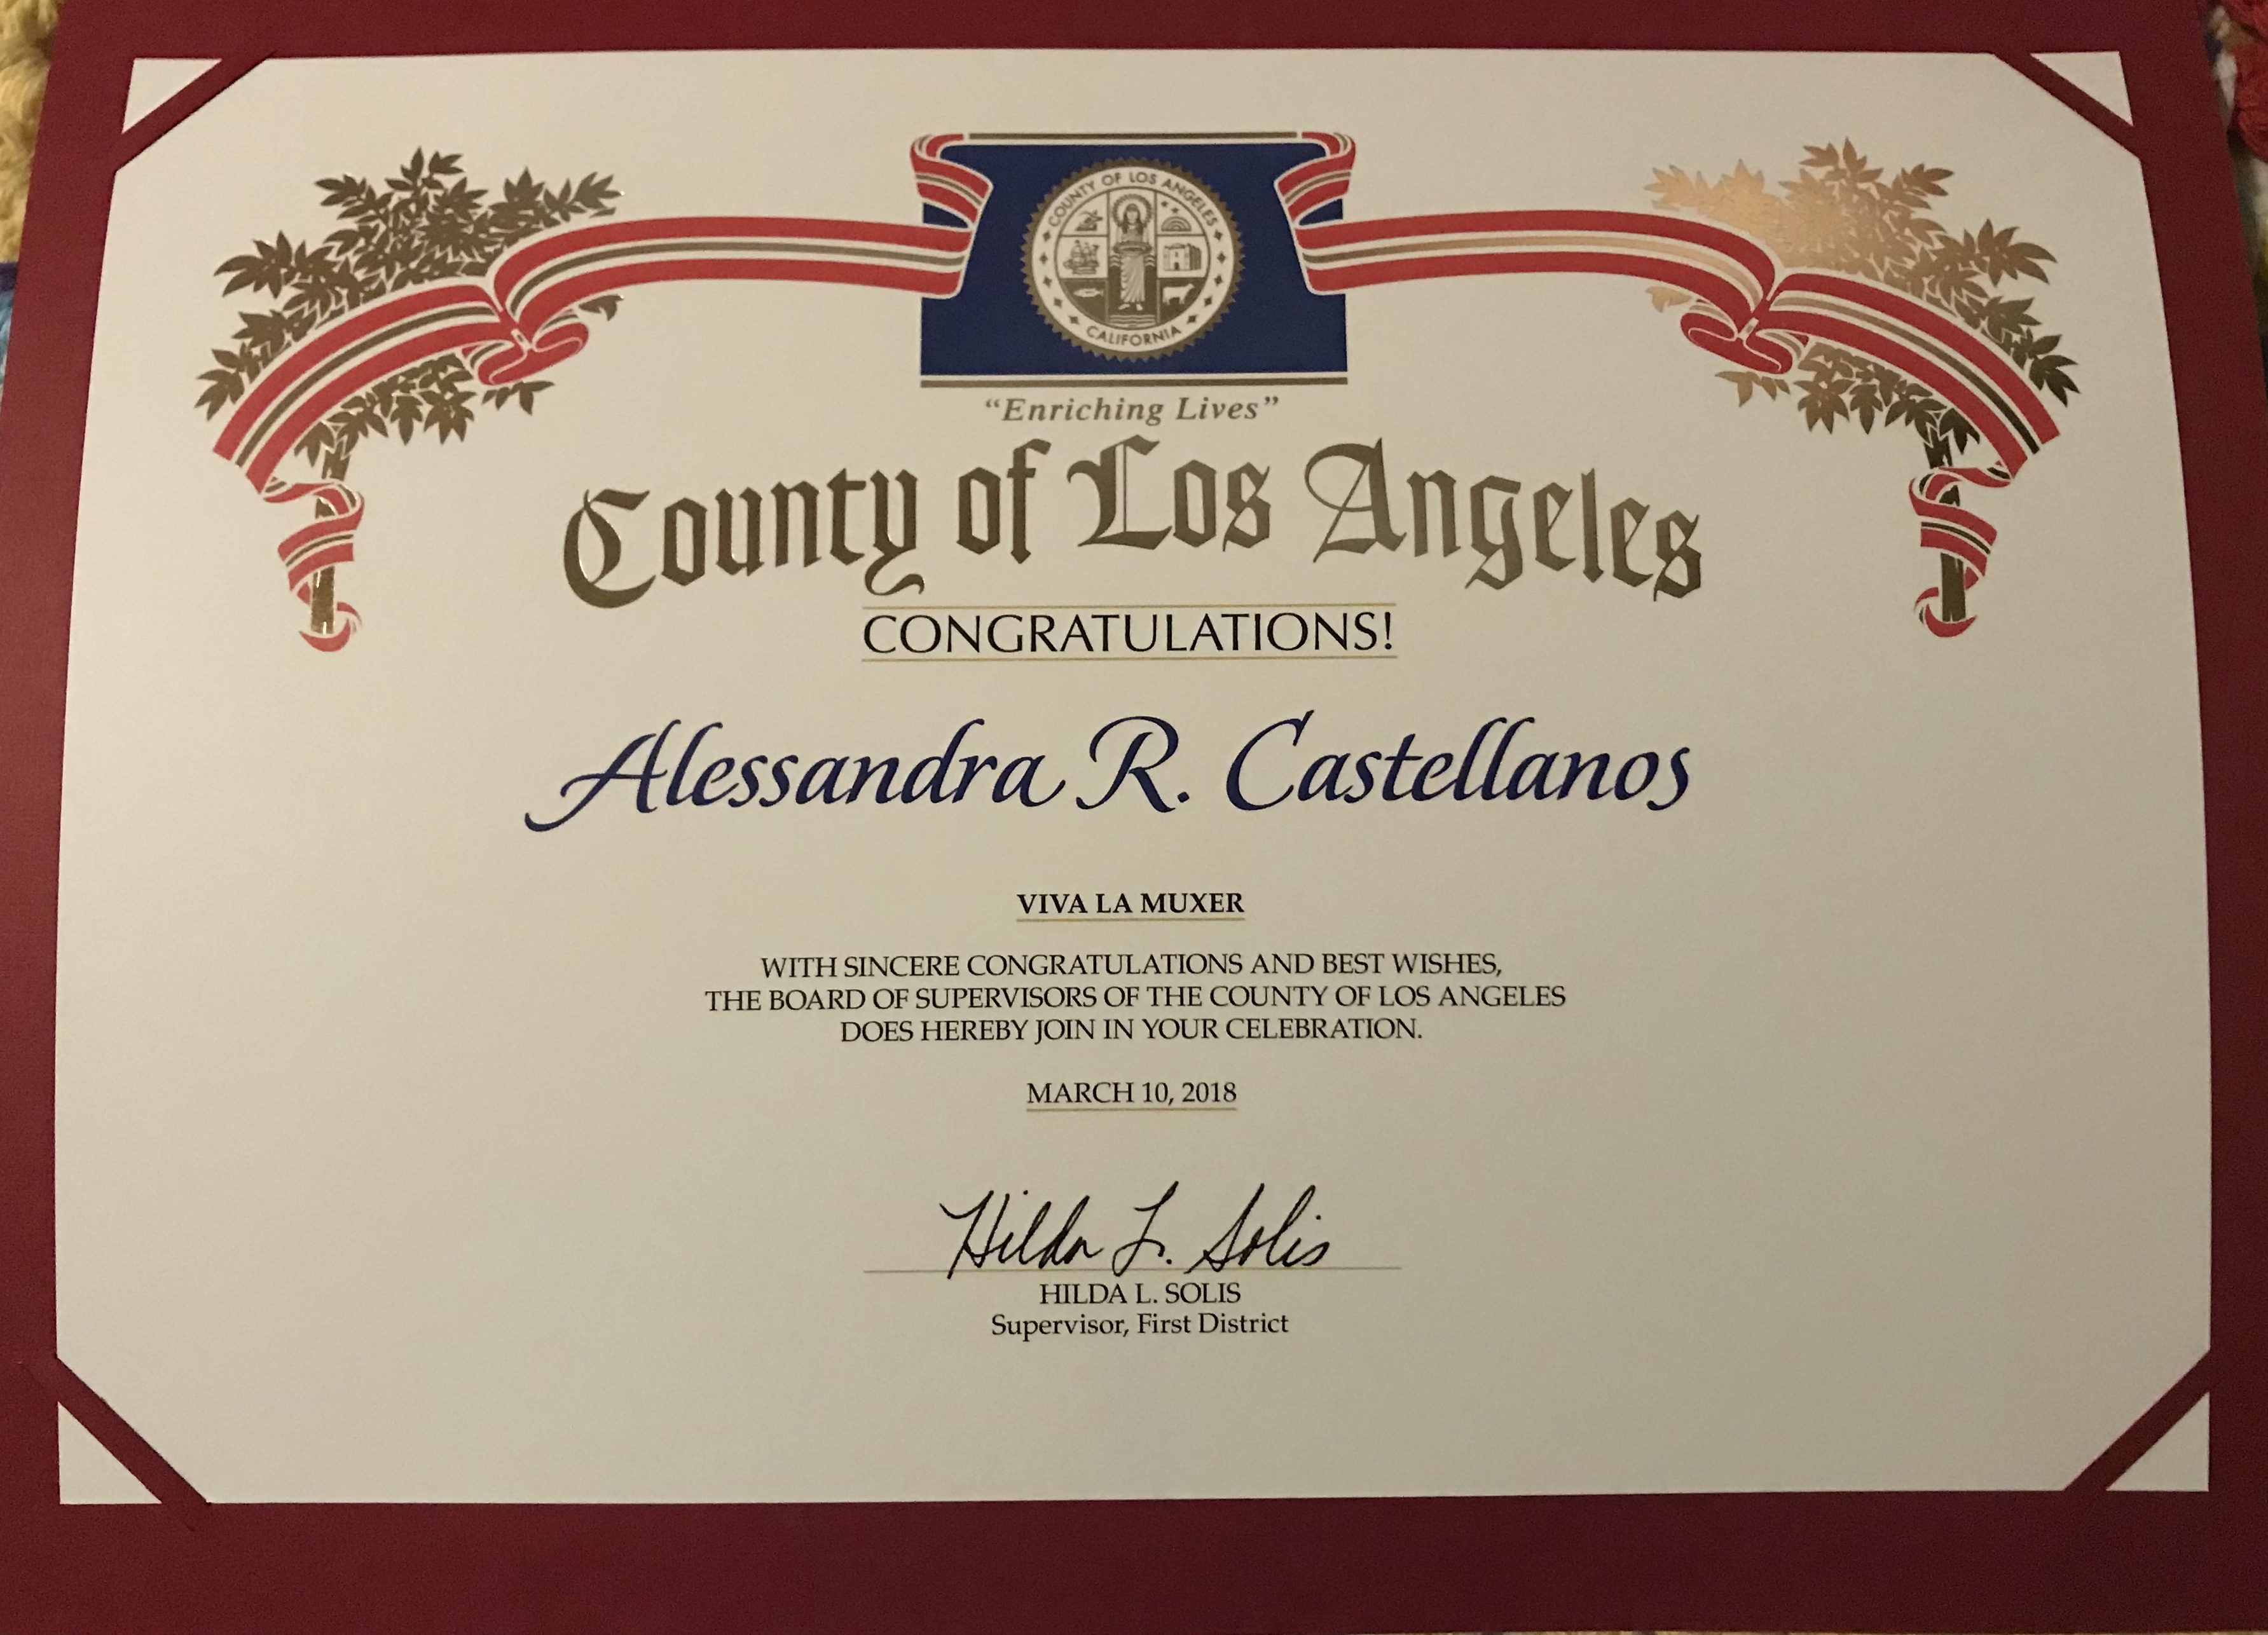 COUNTY OF LOS ANGELES
CALIFORNIA
“Enriching Lives”
County of Los Angeles
CONGRATULATIONS!
Alessandra R. Castellanos
VIVA LA MUXER
WITH SINCERE CONGRATULATIONS AND BEST WISHES,
THE BOARD OF SUPERVISORS OF THE COUNTY OF LOS ANGELES
DOES HEREBY JOIN IN YOUR CELEBRATION.
MARCH 10, 2018
Hilda L. Solis
HILDA L. SOLIS
Supervisor, First District